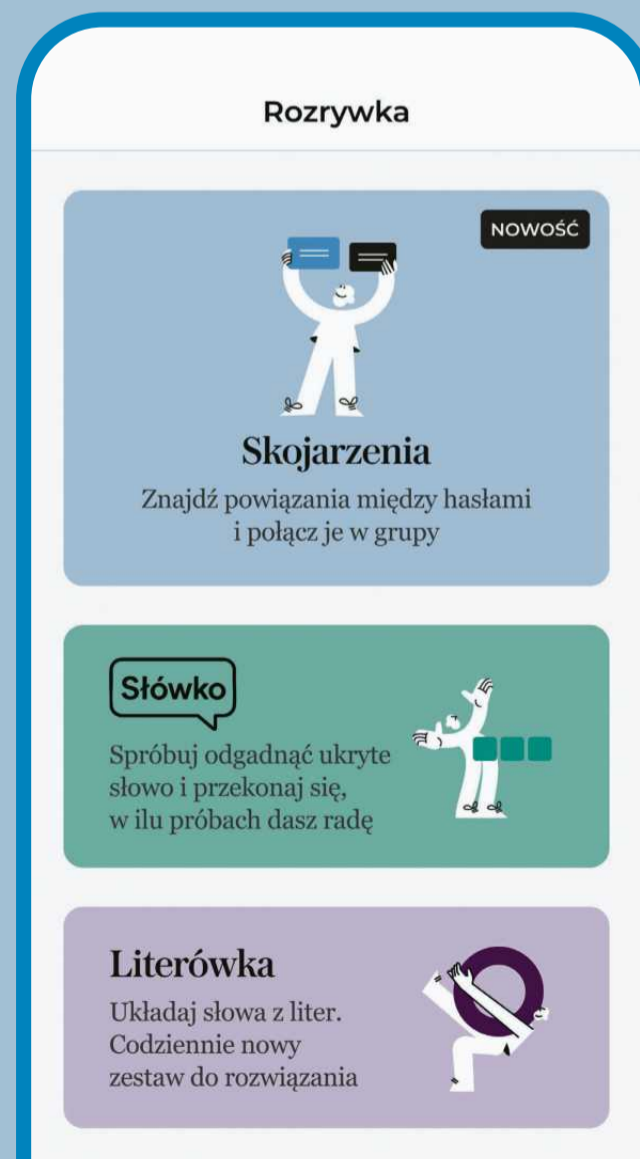 Rozrywka
NOWOŚĆ
Skojarzenia
Znajdź powiązania między hasłami
i połącz je w grupy
Słówko
Spróbuj odgadnąć ukryte
słowo i przekonaj się,
w ilu próbach dasz radę
Literówka
Układaj słowa z liter.
Codziennie nowy
zestaw do rozwiązania